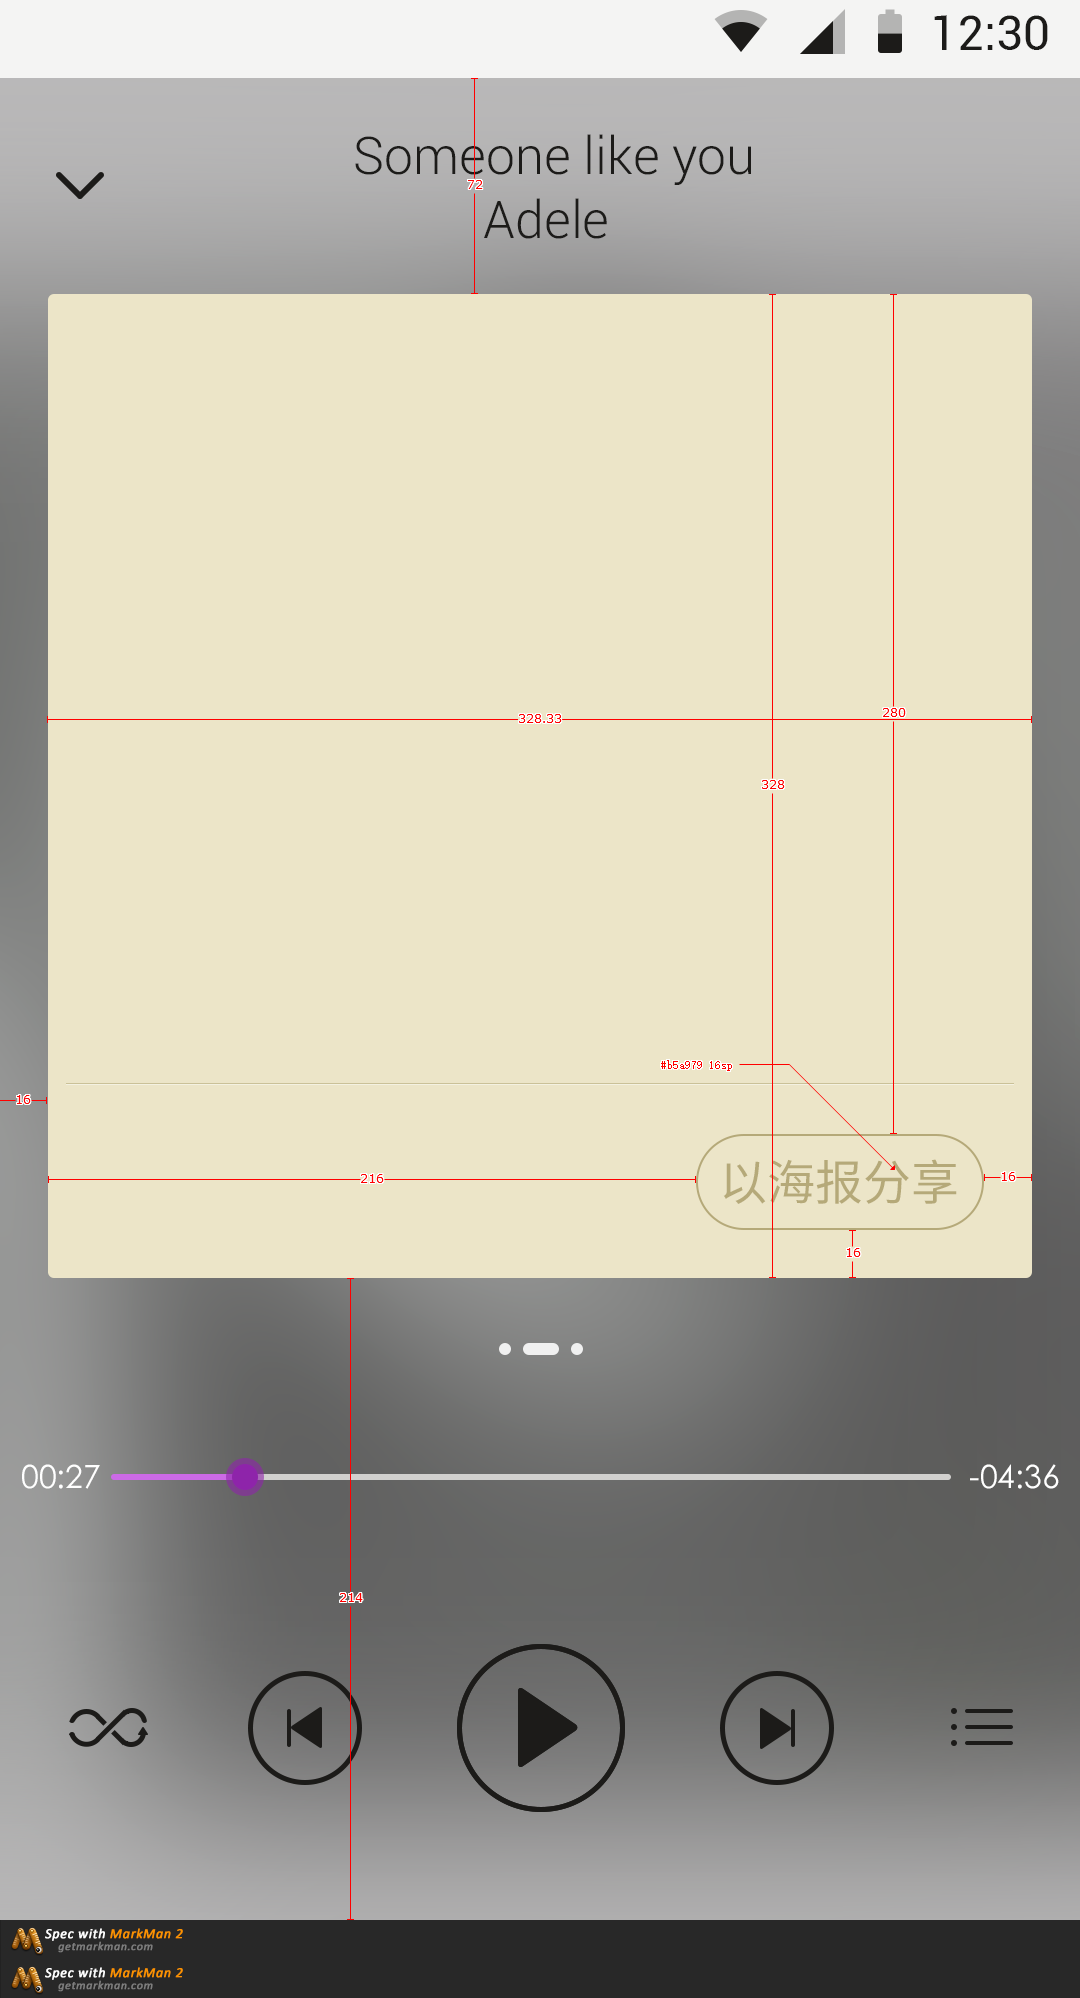 12:30
Someone like you
72
Adele
328.33
280
328
#b5a979 16sp
16
216
以海报分享
16
16
00:27
-04:36
214
Spec with MarkMan 2
getmarkman.com
Spec with MarkMan 2
getmarkman.com